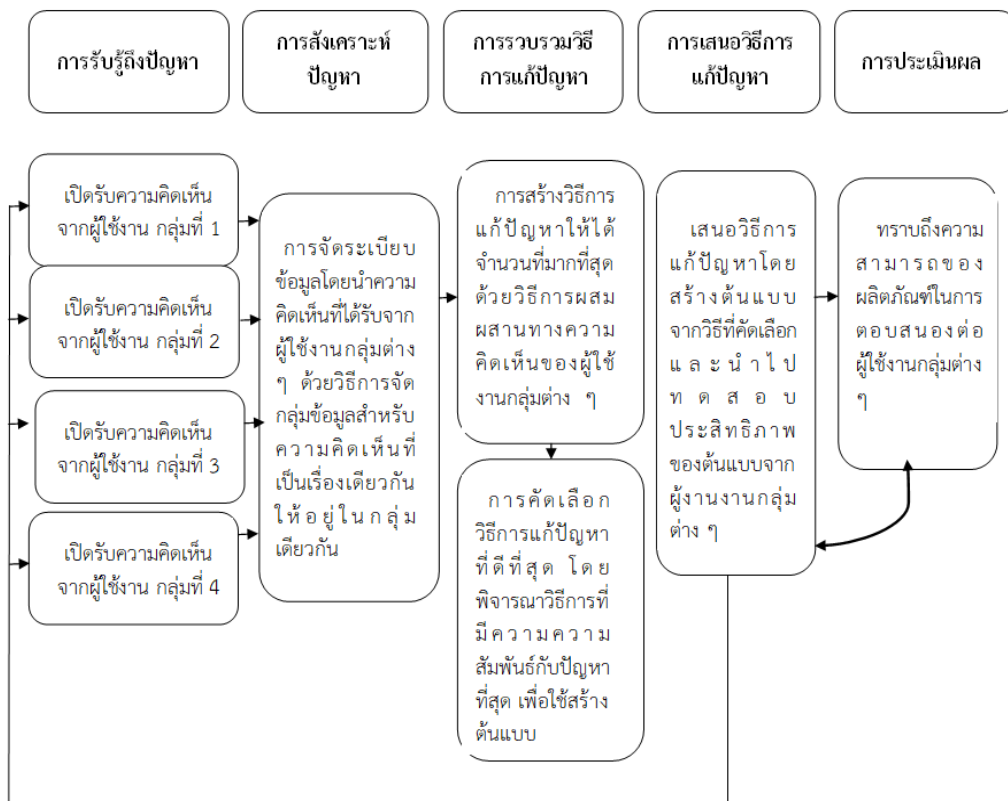 การรับรู้ถึงปัญหา
การสังเคราะห์
ปัญหา
การรวบรวมวิธี
การแก้ปัญหา
การเสนอวิธีการ
แก้ปัญหา
การประเมินผล
เปิดรับความคิดเห็น
จากผู้ใช้งาน กลุ่มที่ 1
เปิดรับความคิดเห็น
จากผู้ใช้งาน กลุ่มที่ 2
เปิดรับความคิดเห็น
จากผู้ใช้งาน กลุ่มที่ 3
เปิดรับความคิดเห็น
จากผู้ใช้งาน กลุ่มที่ 4
การจัดระเบียบ
ข้อมูลโดยนำความ
คิดเห็นที่ได้รับจาก
ผู้ใช้งานกลุ่มต่าง
ๆ ด้วยวิธีการจัด
กลุ่มข้อมูลสำหรับ
ความคิดเห็นที่
เป็นเรื่องเดียวกัน
ให้อยู่ในกลุ่ม
เดียวกัน
การสร้างวิธีการ
แก้ปัญหาให้ได้
จำนวนที่มากที่สุด
ด้วยวิธีการผสม
ผสานทางความ
คิดเห็นของผู้ใช้
งานกลุ่มต่าง ๆ
การคัดเลือก
วิธีการแก้ปัญหา
ที่ดีที่สุด โดย
พิจารณาวิธีการที่
มีความความ
สัมพันธ์กับปัญหา
ที่สุด เพื่อใช้สร้าง
ต้นแบบ
เสนอวิธีการ
แก้ปัญหาโดย
สร้างต้นแบบ
จากวิธีที่คัดเลือก
และนำไป
ทดสอบ
ประสิทธิภาพ
ของต้นแบบจาก
ผู้งานงานกลุ่ม
ต่าง ๆ
ทราบถึงความ
สามารถของ
ผลิตภัณฑ์ในการ
ตอบสนองต่อ
ผู้ใช้งานกลุ่มต่าง
ๆ